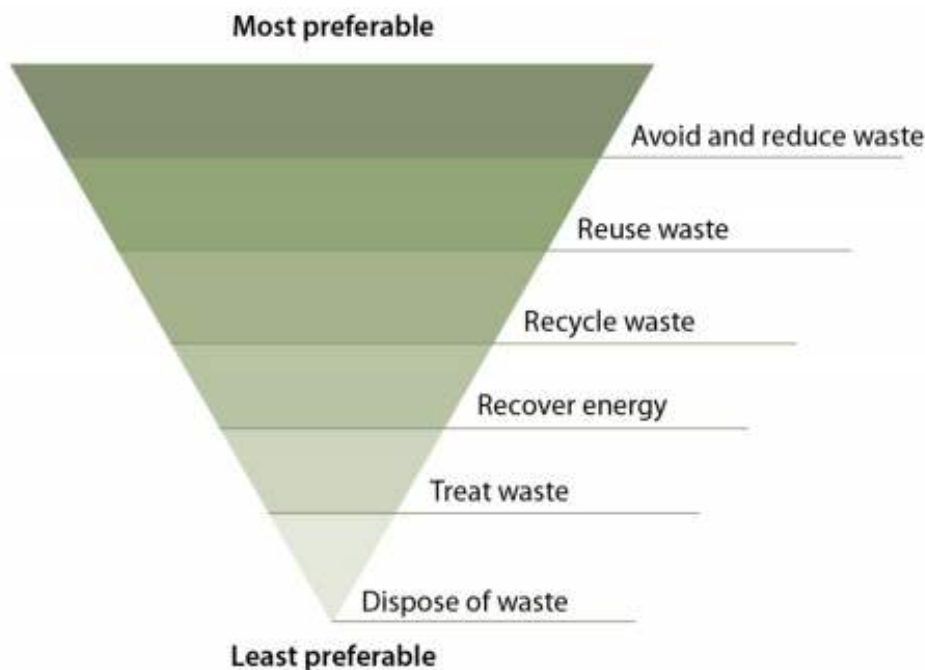 Most preferable
Avoid and reduce waste
Reuse waste
Recycle waste
Recover energy
Treat waste
Dispose of waste
Least preferable